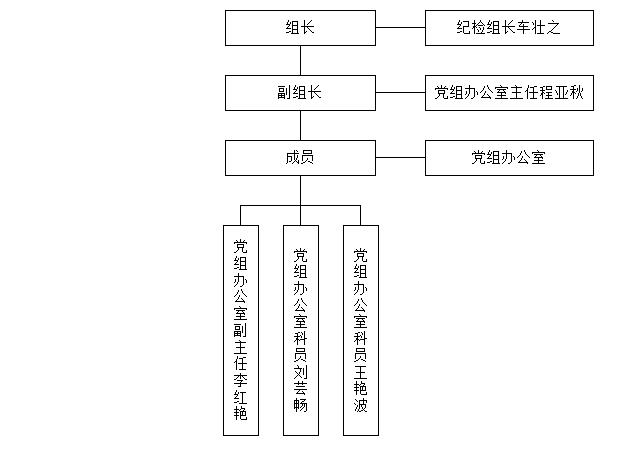 组长
纪检组长车壮之
副组长
党组办公室主任程亚秋
成员
党组办公室
党组办公室副主任李红艳
党组办公室科员刘芸畅
党组办公室科员王艳波